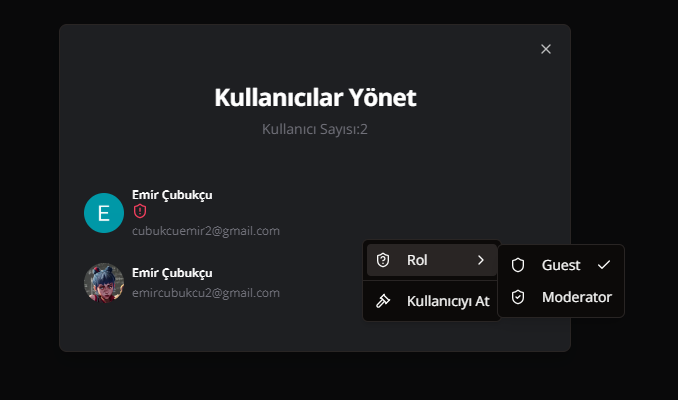 Kullanıcılar Yönet
Kullanıcı Sayısı:2
E
Emir Çubukçu
cubukcuemir2@gmail.com
Emir Çubukçu
emircubukcu2@gmail.com
Rol
Kullanıcıyı At
Guest
Moderator